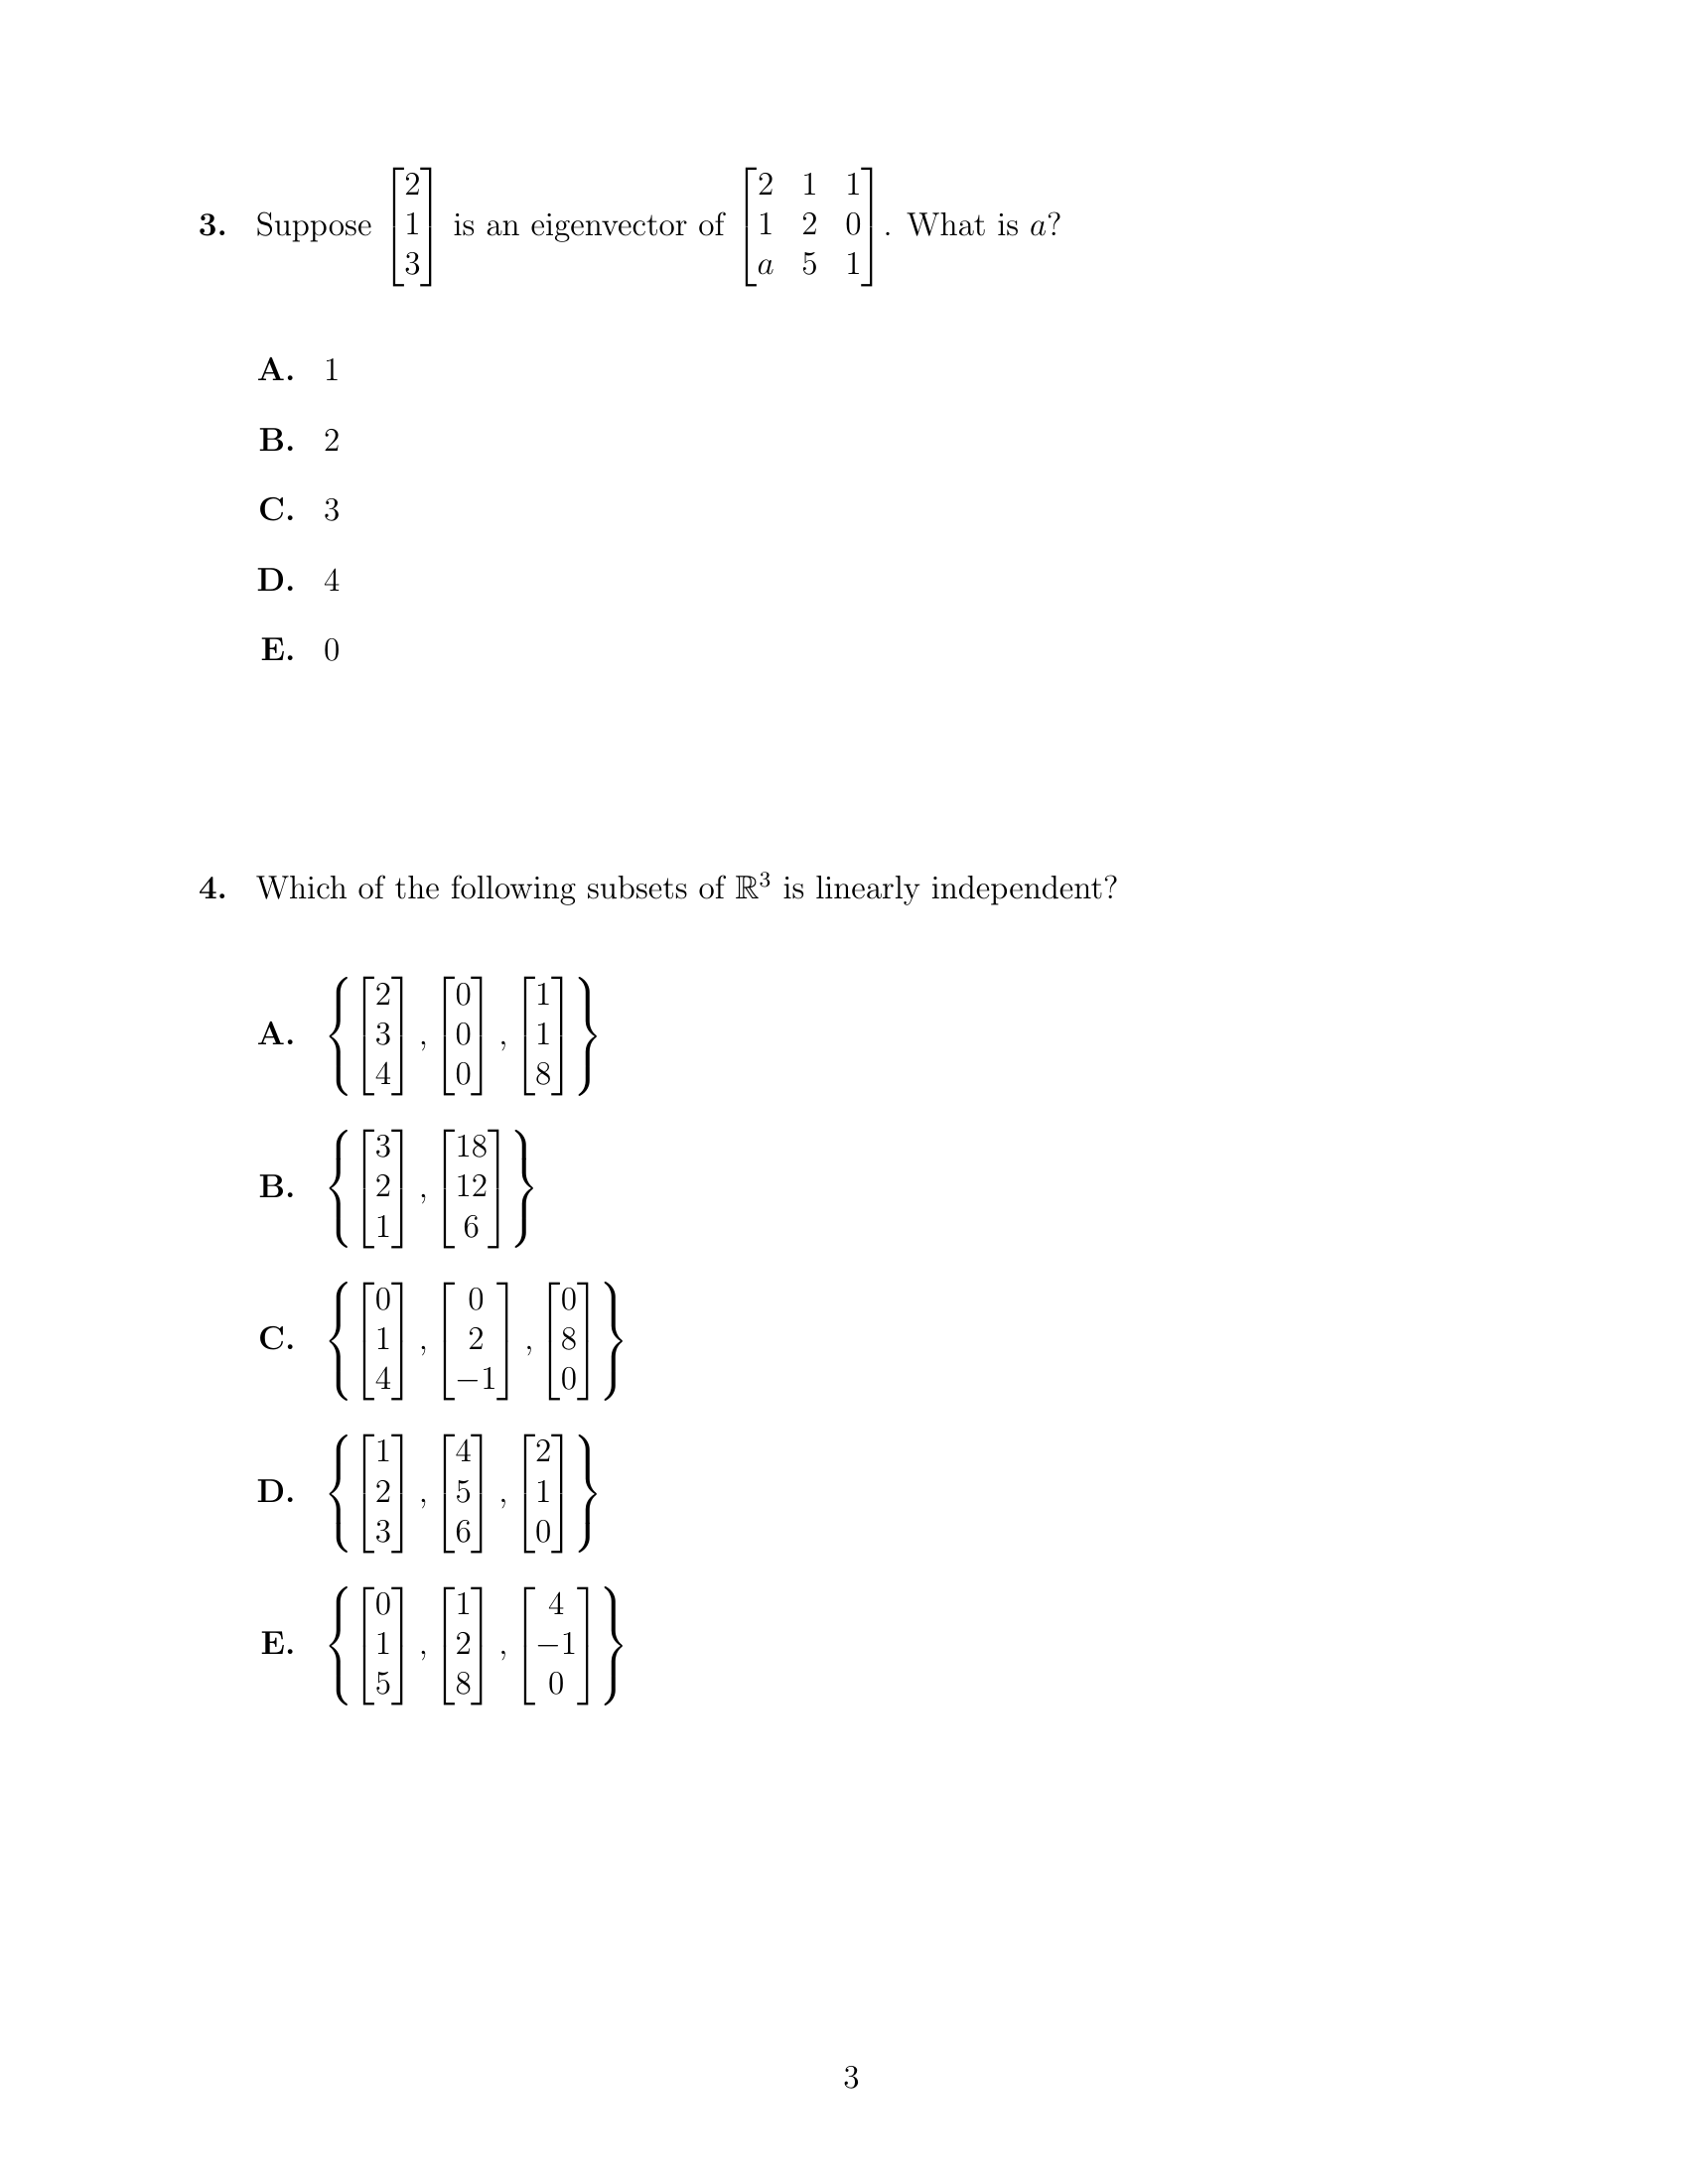 3. Suppose $\begin{bmatrix} 2 \\ 1 \\ 3 \end{bmatrix}$ is an eigenvector of $\begin{bmatrix} 2 & 1 & 1 \\ 1 & 2 & 0 \\ a & 5 & 1 \end{bmatrix}$. What is $a$?
A. 1
B. 2
C. 3
D. 4
E. 0
4. Which of the following subsets of $\mathbb{R}^3$ is linearly independent?
A. $\left\{ \begin{bmatrix} 2 \\ 3 \\ 4 \end{bmatrix}, \begin{bmatrix} 0 \\ 0 \\ 0 \end{bmatrix}, \begin{bmatrix} 1 \\ 1 \\ 8 \end{bmatrix} \right\}$
B. $\left\{ \begin{bmatrix} 3 \\ 2 \\ 1 \end{bmatrix}, \begin{bmatrix} 18 \\ 12 \\ 6 \end{bmatrix} \right\}$
C. $\left\{ \begin{bmatrix} 0 \\ 1 \\ 4 \end{bmatrix}, \begin{bmatrix} 0 \\ 2 \\ -1 \end{bmatrix}, \begin{bmatrix} 0 \\ 8 \\ 0 \end{bmatrix} \right\}$
D. $\left\{ \begin{bmatrix} 1 \\ 2 \\ 3 \end{bmatrix}, \begin{bmatrix} 4 \\ 5 \\ 6 \end{bmatrix}, \begin{bmatrix} 2 \\ 1 \\ 0 \end{bmatrix} \right\}$
E. $\left\{ \begin{bmatrix} 0 \\ 1 \\ 5 \end{bmatrix}, \begin{bmatrix} 1 \\ 2 \\ 8 \end{bmatrix}, \begin{bmatrix} 4 \\ -1 \\ 0 \end{bmatrix} \right\}$
3